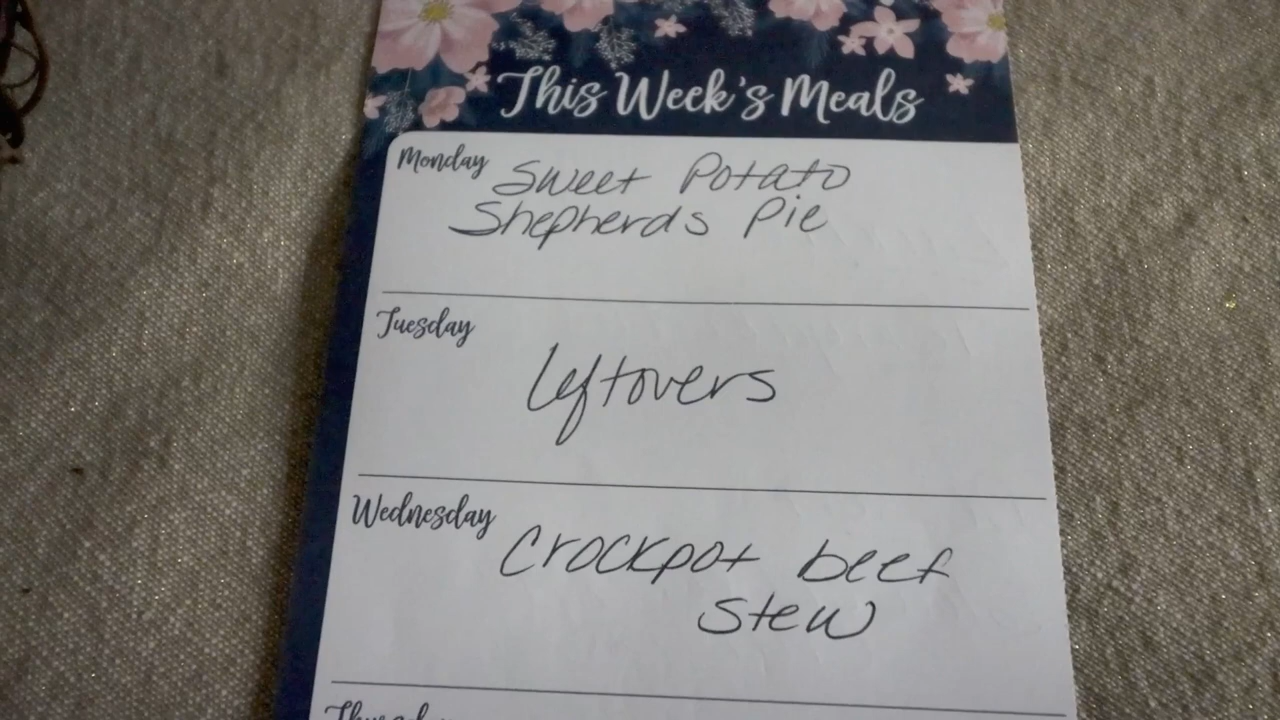 This Week's Meals
Monday Sweet Potato
Shepherds Pie
Tuesday
Leftovers
Wednesday
Crockpot beef
Stew